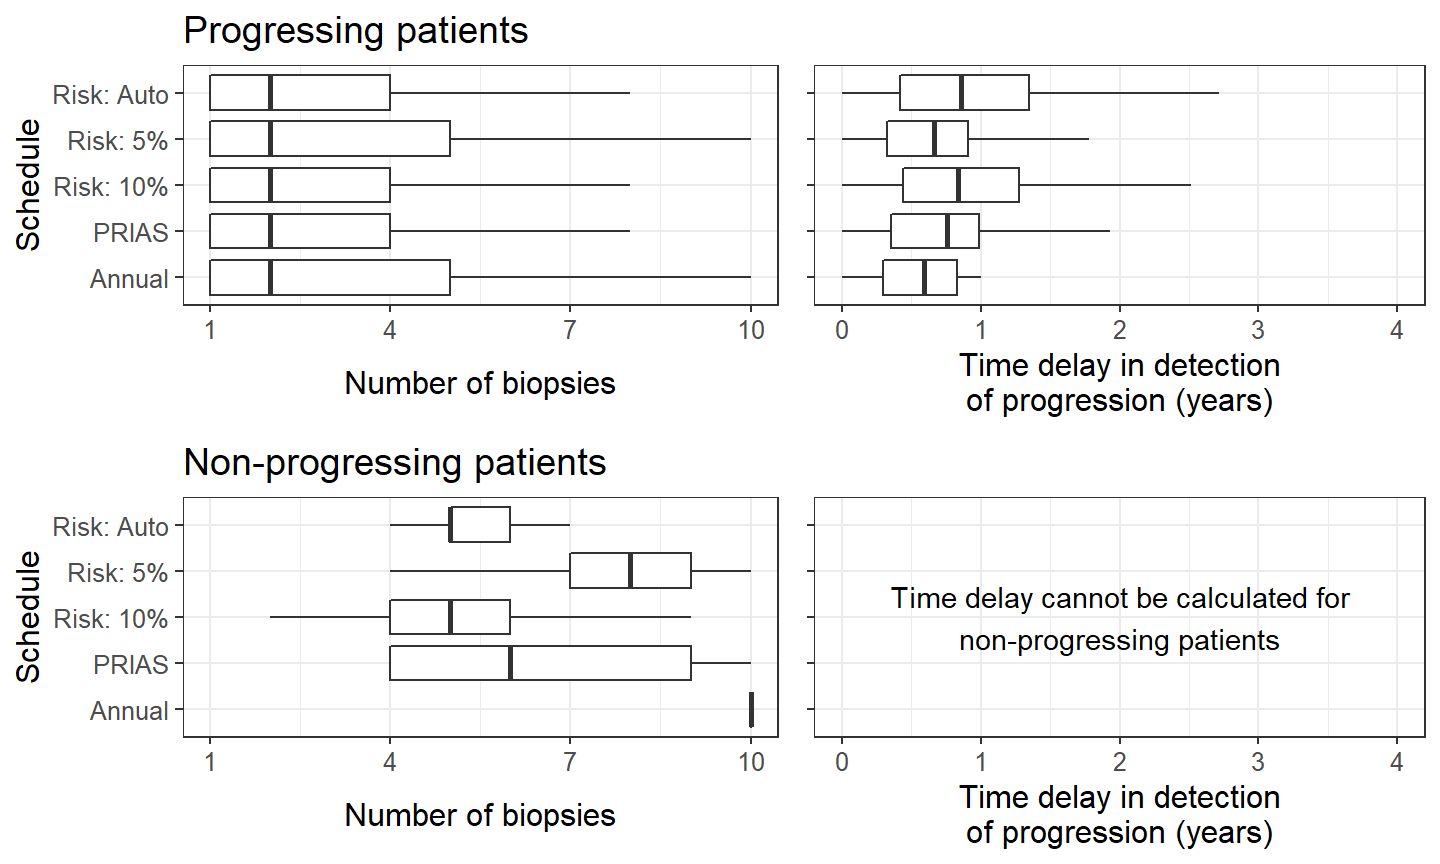 Progressing patients
Schedule
Risk: Auto
Risk: 5%
Risk: 10%
PRIAS
Annual
1 4 7 10
Number of biopsies
0 1 2 3 4
Time delay in detection
of progression (years)
Non-progressing patients
Schedule
Risk: Auto
Risk: 5%
Risk: 10%
PRIAS
Annual
1 4 7 10
Number of biopsies
Time delay cannot be calculated for
non-progressing patients
0 1 2 3 4
Time delay in detection
of progression (years)